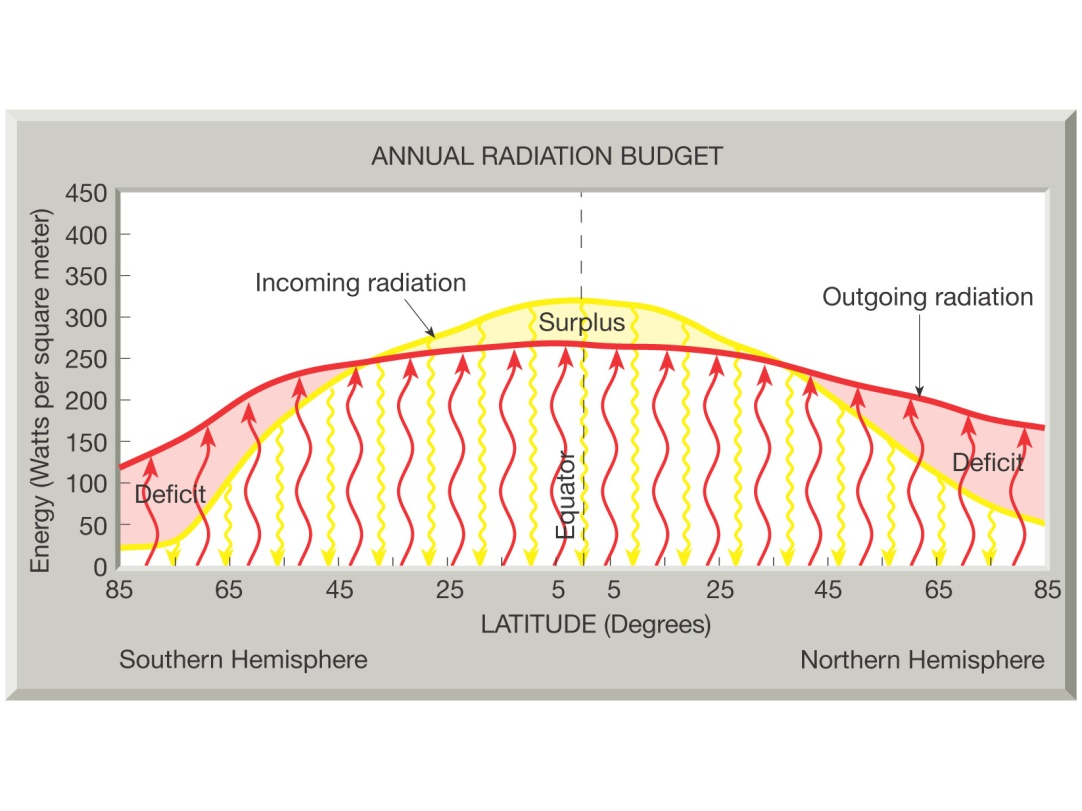 ANNUAL RADIATION BUDGET
Energy (Watts per square meter)
450
400
350
300
250
200
150
100
50
0
Incoming radiation
Outgoing radiation
Surplus
Deficit
Deficit
Equator
85 65 45 25 5 5 25 45 65 85
LATITUDE (Degrees)
Southern Hemisphere
Northern Hemisphere